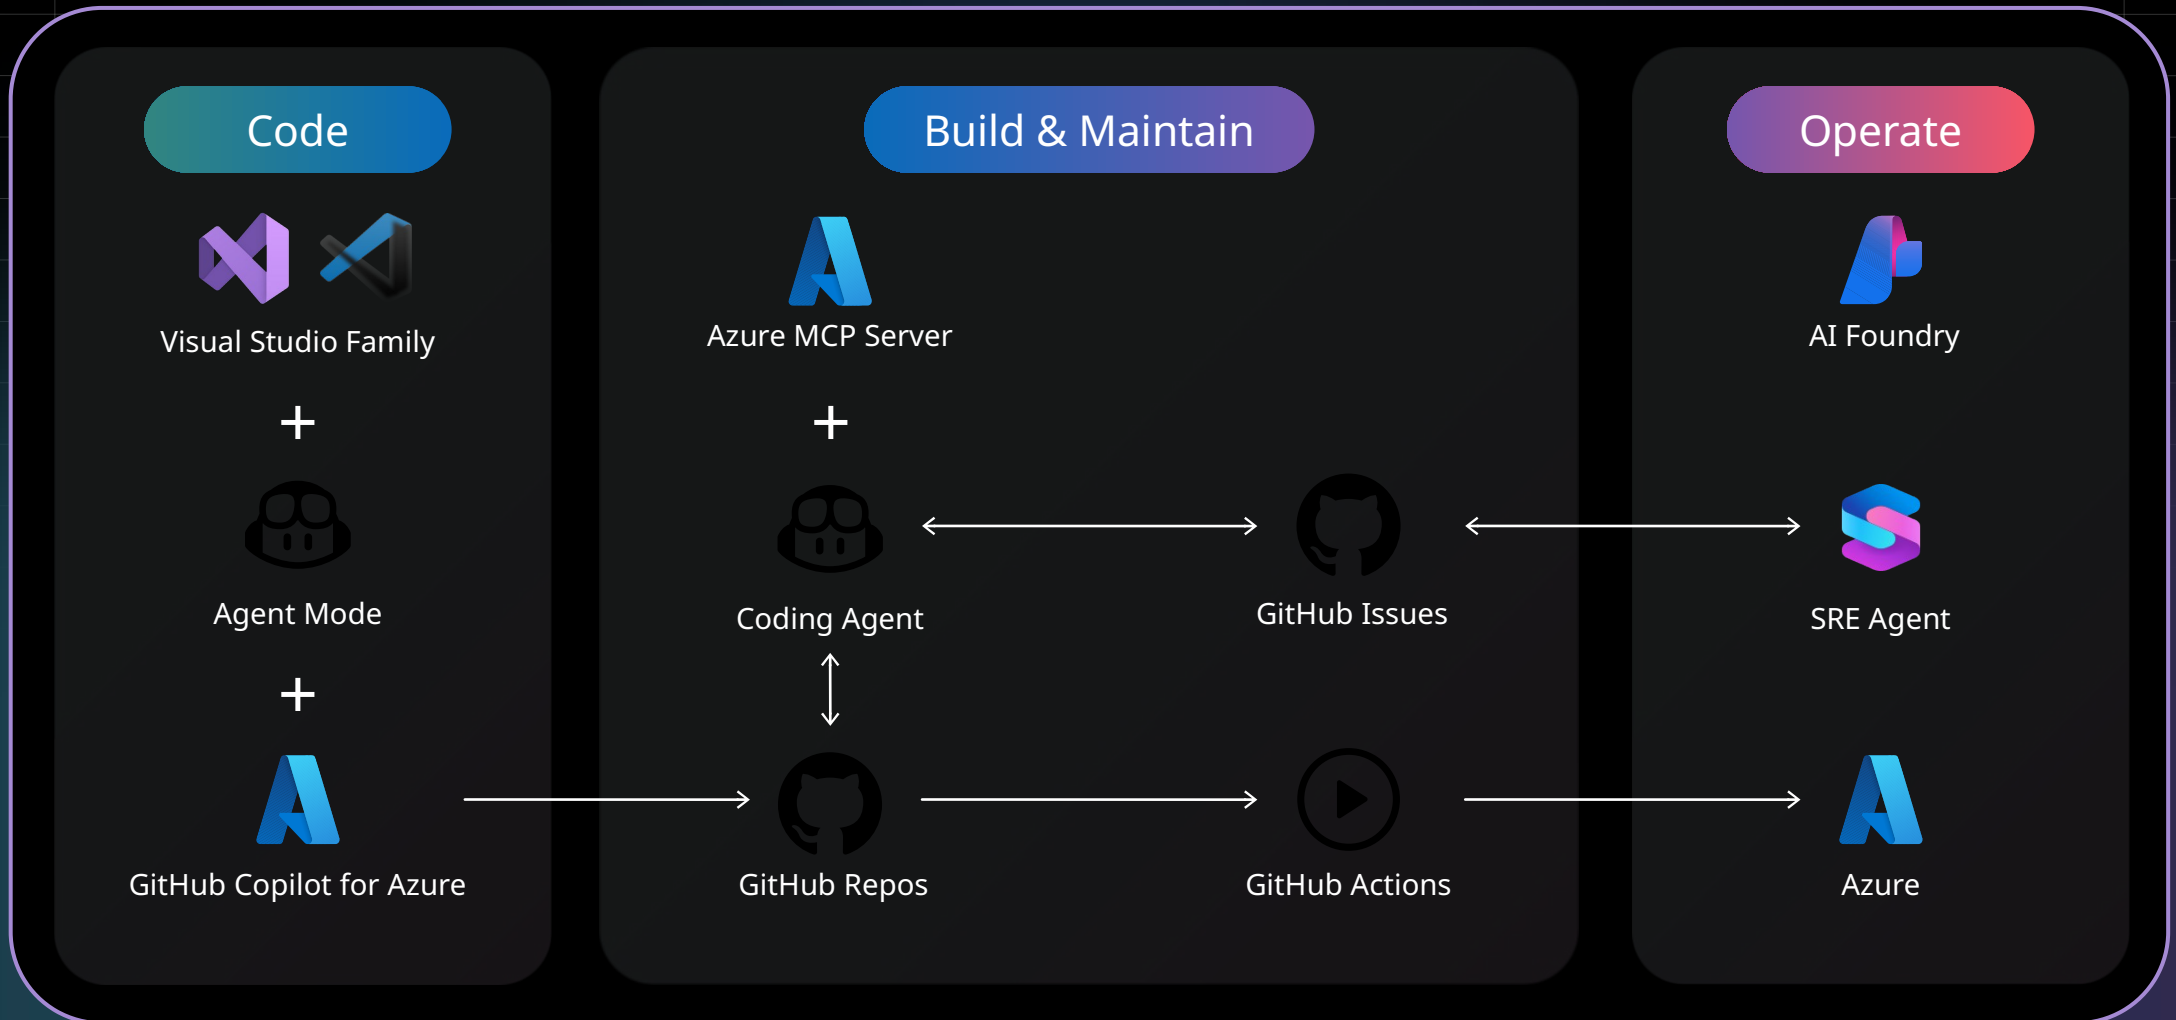 Code
Visual Studio Family
+
Agent Mode
+
GitHub Copilot for Azure
Build & Maintain
Azure MCP Server
+
Coding Agent
GitHub Issues
GitHub Repos
GitHub Actions
Operate
AI Foundry
SRE Agent
Azure